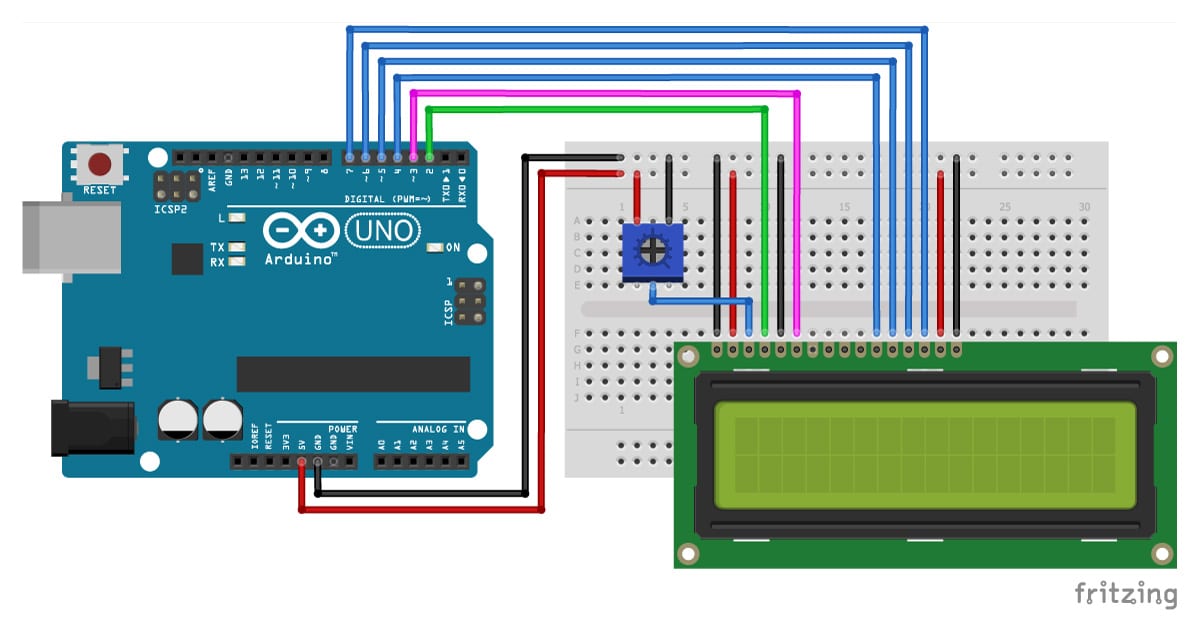 RESET
ICSP2
AREF
GND
13
12
~11
~10
~9
8
7
~6
~5
4
~3
2
TX0▶1
RX0◀0
DIGITAL (PWM=~)
L
TX
RX
UNO
Arduino™
ON
1
ICSP
IOREF
RESET
3V3
5V
GND
GND
VIN
POWER
ANALOG IN
A0
A1
A2
A3
A4
A5
1 5 15 25 30
A
B
C
D
E
F
G
H
I
J
1
fritzing